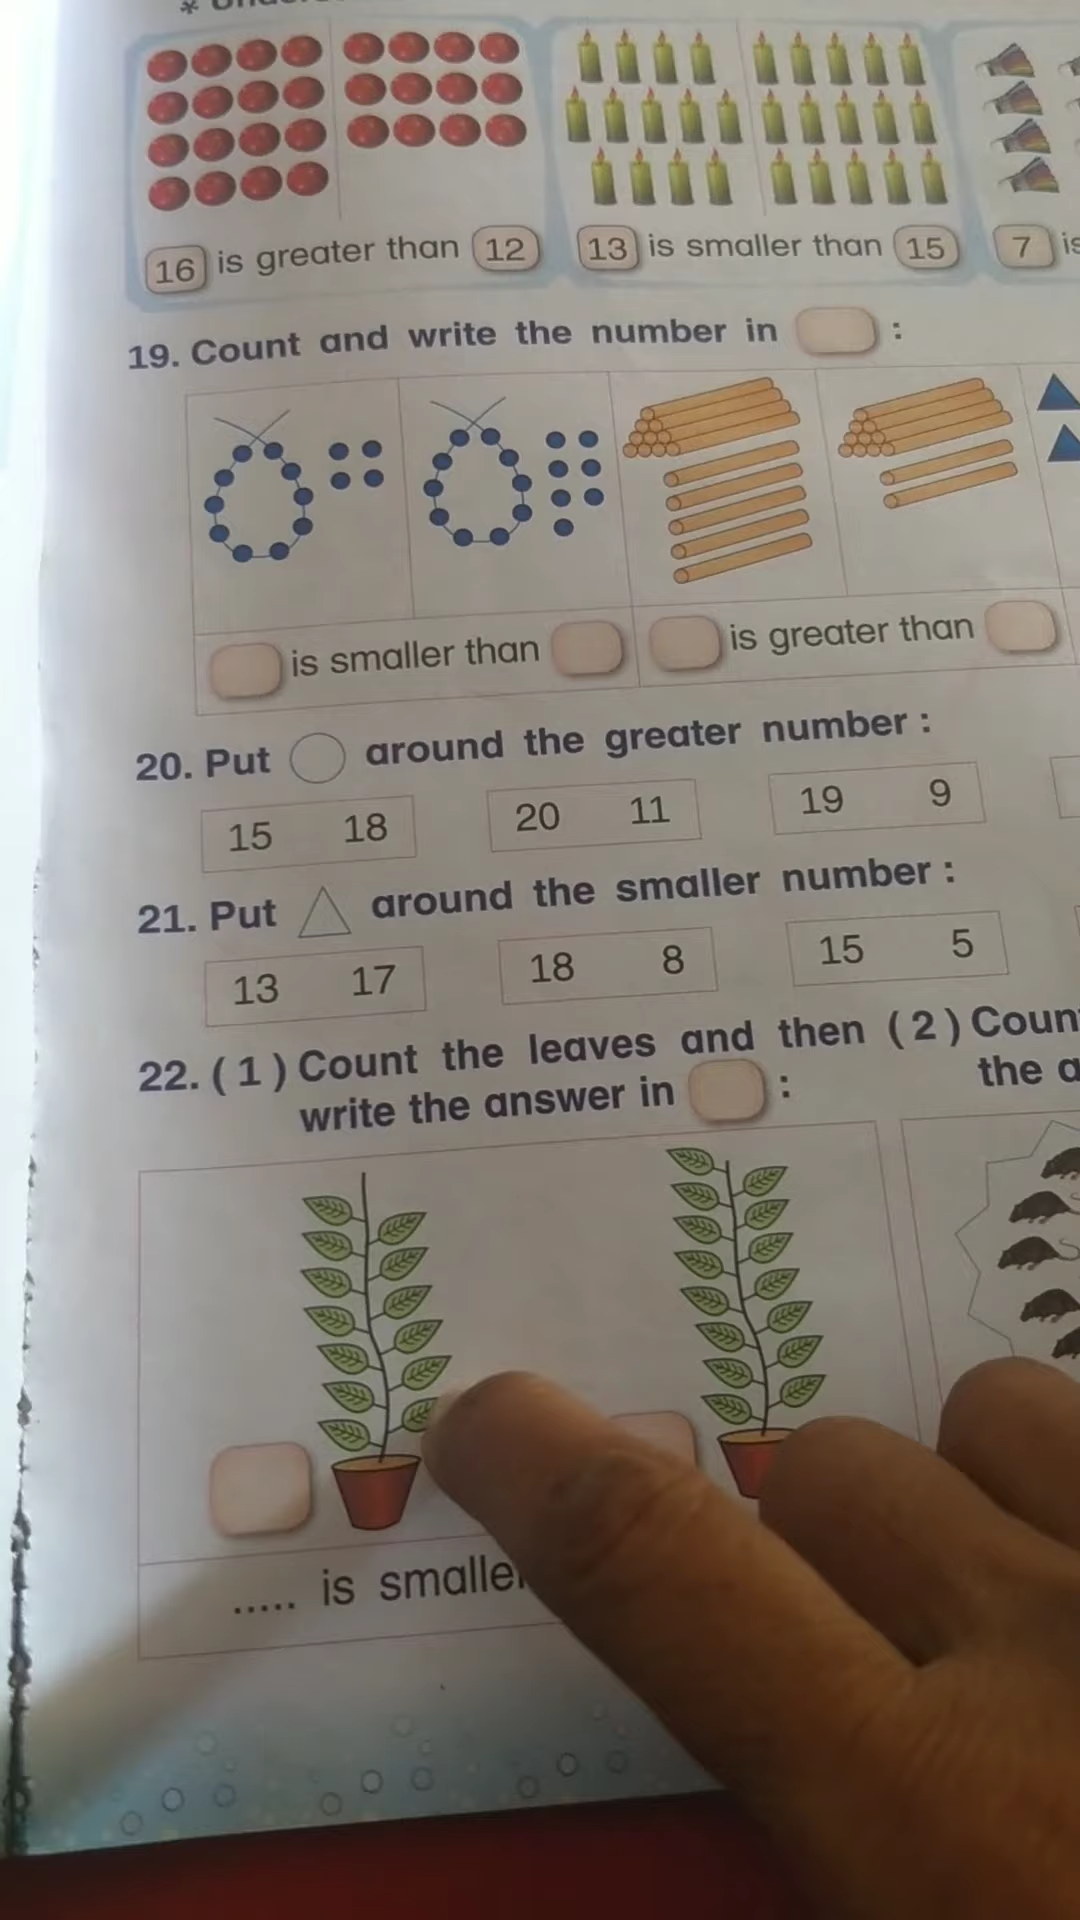 16 is greater than 12 13 is smaller than 15 7 is
19. Count and write the number in :
is smaller than is greater than
20. Put around the greater number :
15 18 20 11 19 9
21. Put around the smaller number :
13 17 18 8 15 5
22. ( 1 ) Count the leaves and then ( 2 )
write the answer in : the
..... is